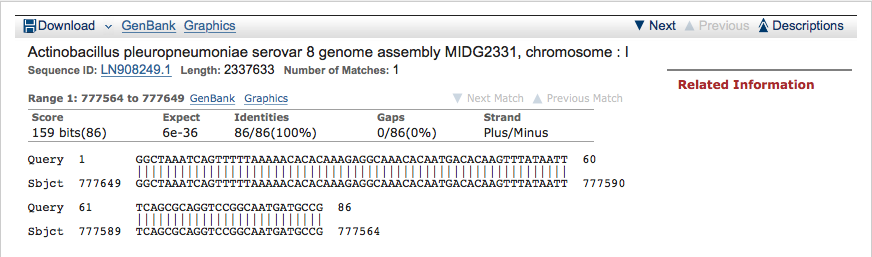 Download GenBank Graphics Next Previous Descriptions
Actinobacillus pleuropneumoniae serovar 8 genome assembly MIDG2331, chromosome : I
Sequence ID: LN908249.1 Length: 2337633 Number of Matches: 1
Related Information
Range 1: 777564 to 777649 GenBank Graphics Next Match Previous Match
Score Expect Identities Gaps Strand
159 bits(86) 6e-36 86/86(100%) 0/86(0%) Plus/Minus
Query 1 GGCTAAATCAGTTTTTAAAAACACACAAAGAGGCAAACACAATGACACAAGTTTATAATT 60
Sbjct 777649 GGCTAAATCAGTTTTTAAAAACACACAAAGAGGCAAACACAATGACACAAGTTTATAATT 777590
Query 61 TCAGCGCAGGTCCGGCAATGATGCCG 86
Sbjct 777589 TCAGCGCAGGTCCGGCAATGATGCCG 777564